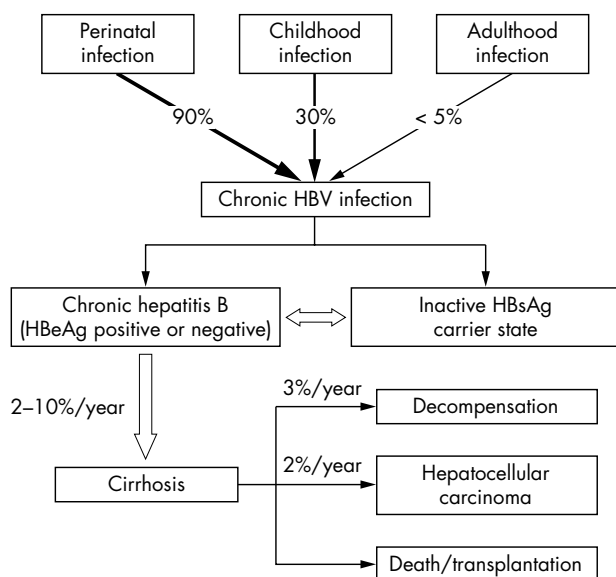 Perinatal
infection
Childhood
infection
Adulthood
infection
90%
30%
< 5%
Chronic HBV infection
Chronic hepatitis B
(HBeAg positive or negative)
Inactive HBsAg
carrier state
2–10%/year
3%/year
Decompensation
Cirrhosis
2%/year
Hepatocellular
carcinoma
Death/transplantation